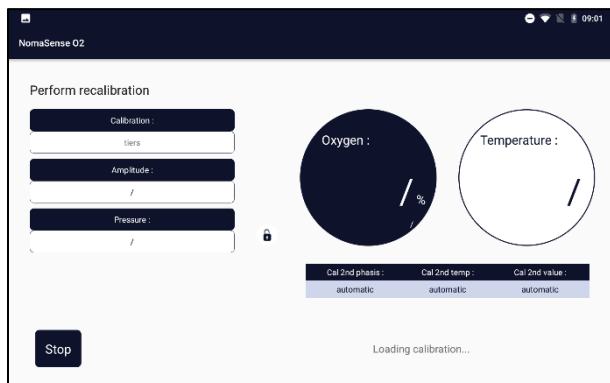 09:01
NomaSense O2
Perform recalibration
Calibration :
tiers
Amplitude :
/
Pressure :
/
Oxygen :
/ %
/
Temperature :
/
Cal 2nd phasis : Cal 2nd temp : Cal 2nd value :
automatic automatic automatic
Stop
Loading calibration...